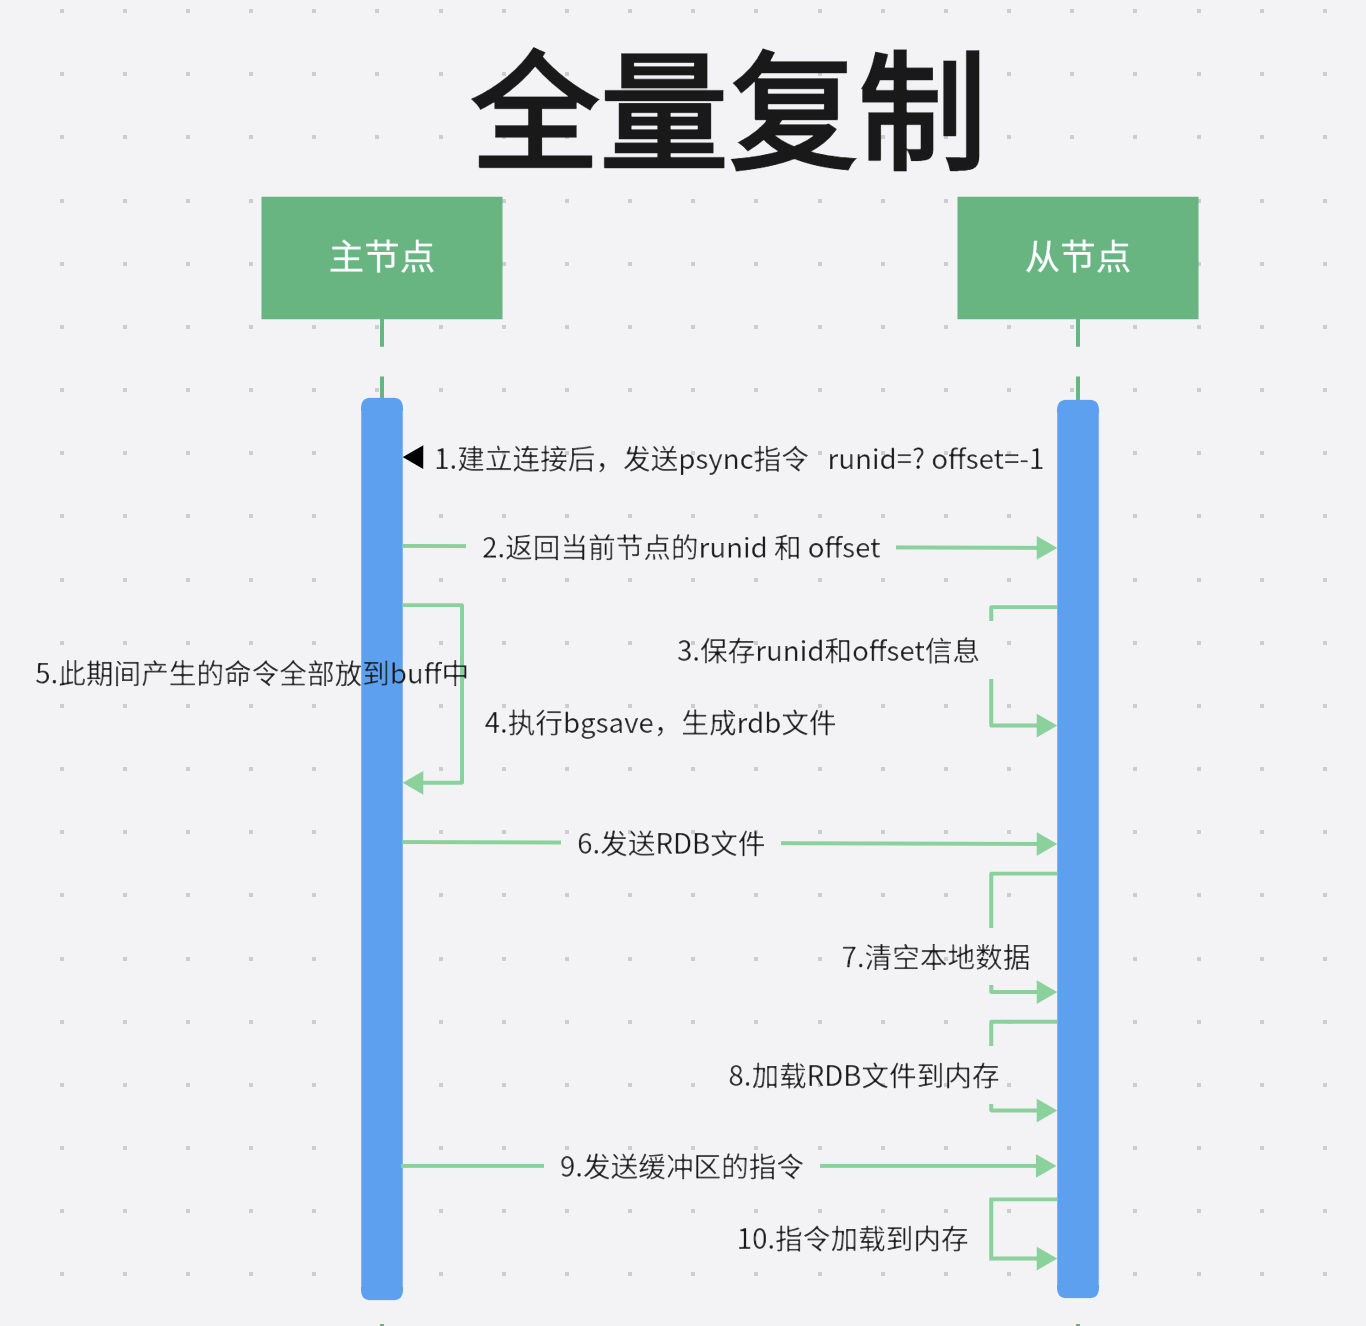 全量复制
主节点
从节点
1.建立连接后，发送psync指令 runid=? offset=-1
2.返回当前节点的runid 和 offset
3.保存runid和offset信息
5.此期间产生的命令全部放到buff中
4.执行bgsave，生成rdb文件
6.发送RDB文件
7.清空本地数据
8.加载RDB文件到内存
9.发送缓冲区的指令
10.指令加载到内存